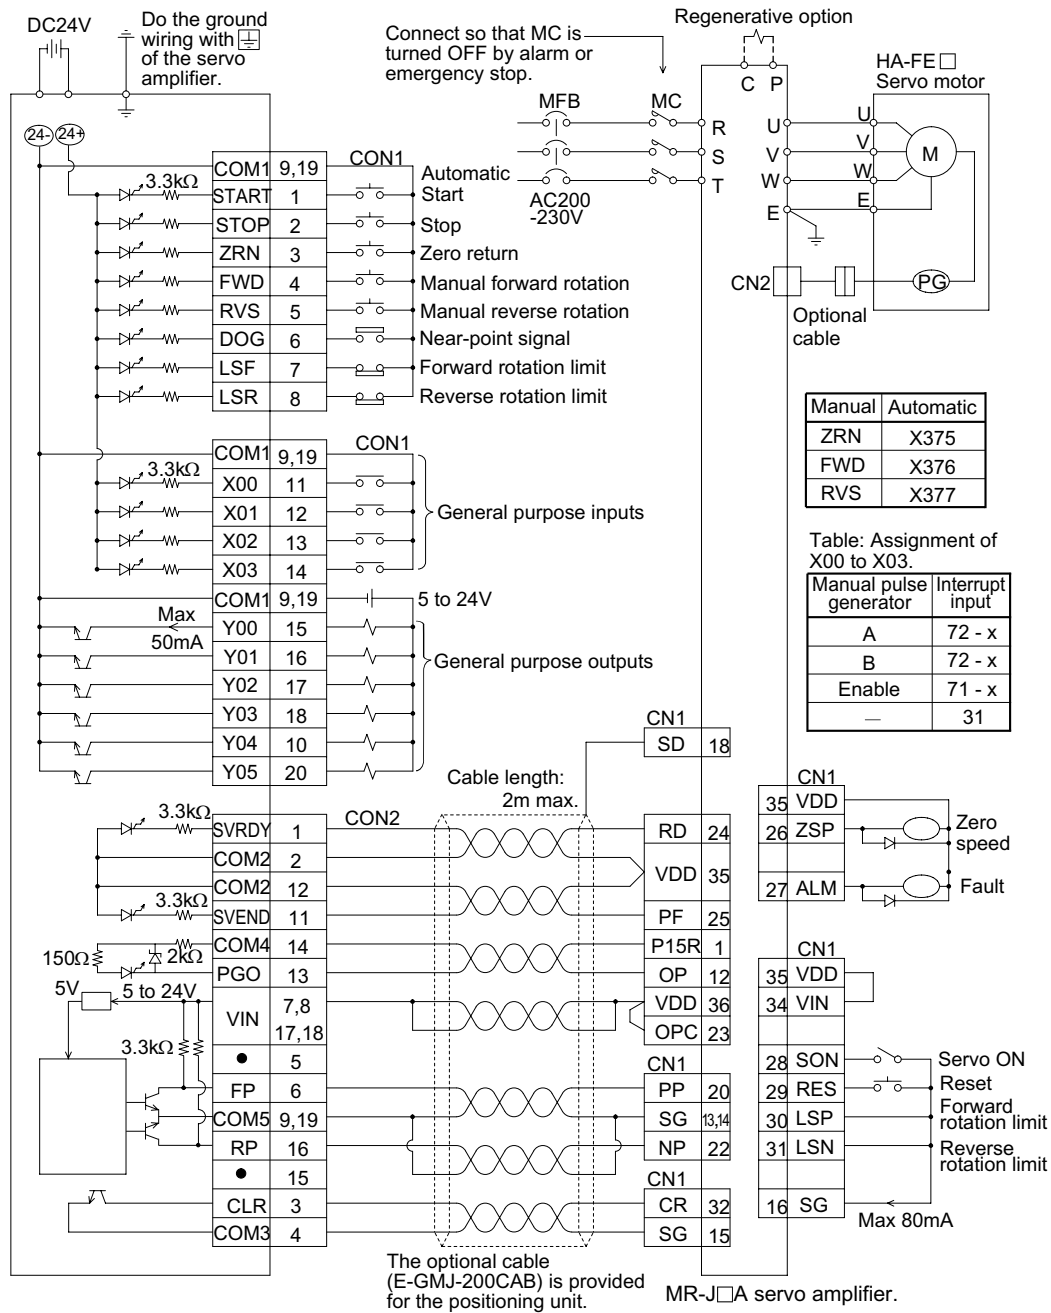 DC24V
Do the ground
wiring with
of the servo
amplifier.
Connect so that MC is
turned OFF by alarm or
emergency stop.
Regenerative option
C P
HA-FE □
Servo motor
MFB
MC
R
S
T
AC200
-230V
U
V
W
E
U
V
W
E
M
PG
CN2
Optional
cable
24- 24+
3.3kΩ
CON1
COM1 9,19
START 1
STOP 2
ZRN 3
FWD 4
RVS 5
DOG 6
LSF 7
LSR 8
Automatic
Start
Stop
Zero return
Manual forward rotation
Manual reverse rotation
Near-point signal
Forward rotation limit
Reverse rotation limit
Manual Automatic
ZRN X375
FWD X376
RVS X377
3.3kΩ
CON1
COM1 9,19
X00 11
X01 12
X02 13
X03 14
General purpose inputs
Table: Assignment of
X00 to X03.
Manual pulse
generator
Interrupt
input
A 72 - x
B 72 - x
Enable 71 - x
— 31
COM1 9,19
5 to 24V
Max
50mA
Y00 15
Y01 16
Y02 17
Y03 18
Y04 10
Y05 20
General purpose outputs
CN1
SD 18
Cable length:
2m max.
3.3kΩ
CON2
SVRDY 1
COM2 2
COM2 12
3.3kΩ
SVEND 11
COM4 14
150Ω
2kΩ
PGO 13
5V
5 to 24V
VIN
7,8
17,18
3.3kΩ
● 5
FP 6
COM5 9,19
RP 16
● 15
CLR 3
COM3 4
RD 24
VDD 35
PF 25
P15R 1
OP 12
VDD 36
OPC 23
CN1
PP 20
SG 13,14
NP 22
CN1
CR 32
SG 15
CN1
35 VDD
26 ZSP
27 ALM
Zero
speed
Fault
CN1
35 VDD
34 VIN
28 SON
29 RES
30 LSP
31 LSN
16 SG
Servo ON
Reset
Forward
rotation limit
Reverse
rotation limit
Max 80mA
The optional cable
(E-GMJ-200CAB) is provided
for the positioning unit.
MR-J□A servo amplifier.